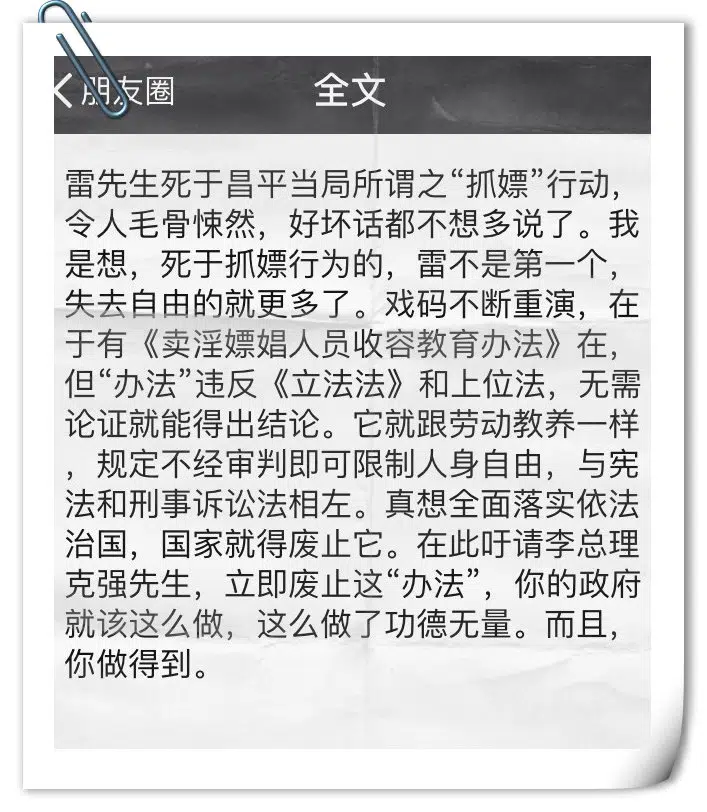 朋友圈 全文
雷先生死于昌平当局所谓之“抓嫖”行动，
令人毛骨悚然，好坏话都不想多说了。我
是想，死于抓嫖行为的，雷不是第一个，
失去自由的就更多了。戏码不断重演，在
于有《卖淫嫖娼人员收容教育办法》在，
但“办法”违反《立法法》和上位法，无需
论证就能得出结论。它就跟劳动教养一样
，规定不经审判即可限制人身自由，与宪
法和刑事诉讼法相左。真想全面落实依法
治国，国家就得废止它。在此吁请李总理
克强先生，立即废止这“办法”，你的政府
就该这么做，这么做了功德无量。而且，
你做得到。